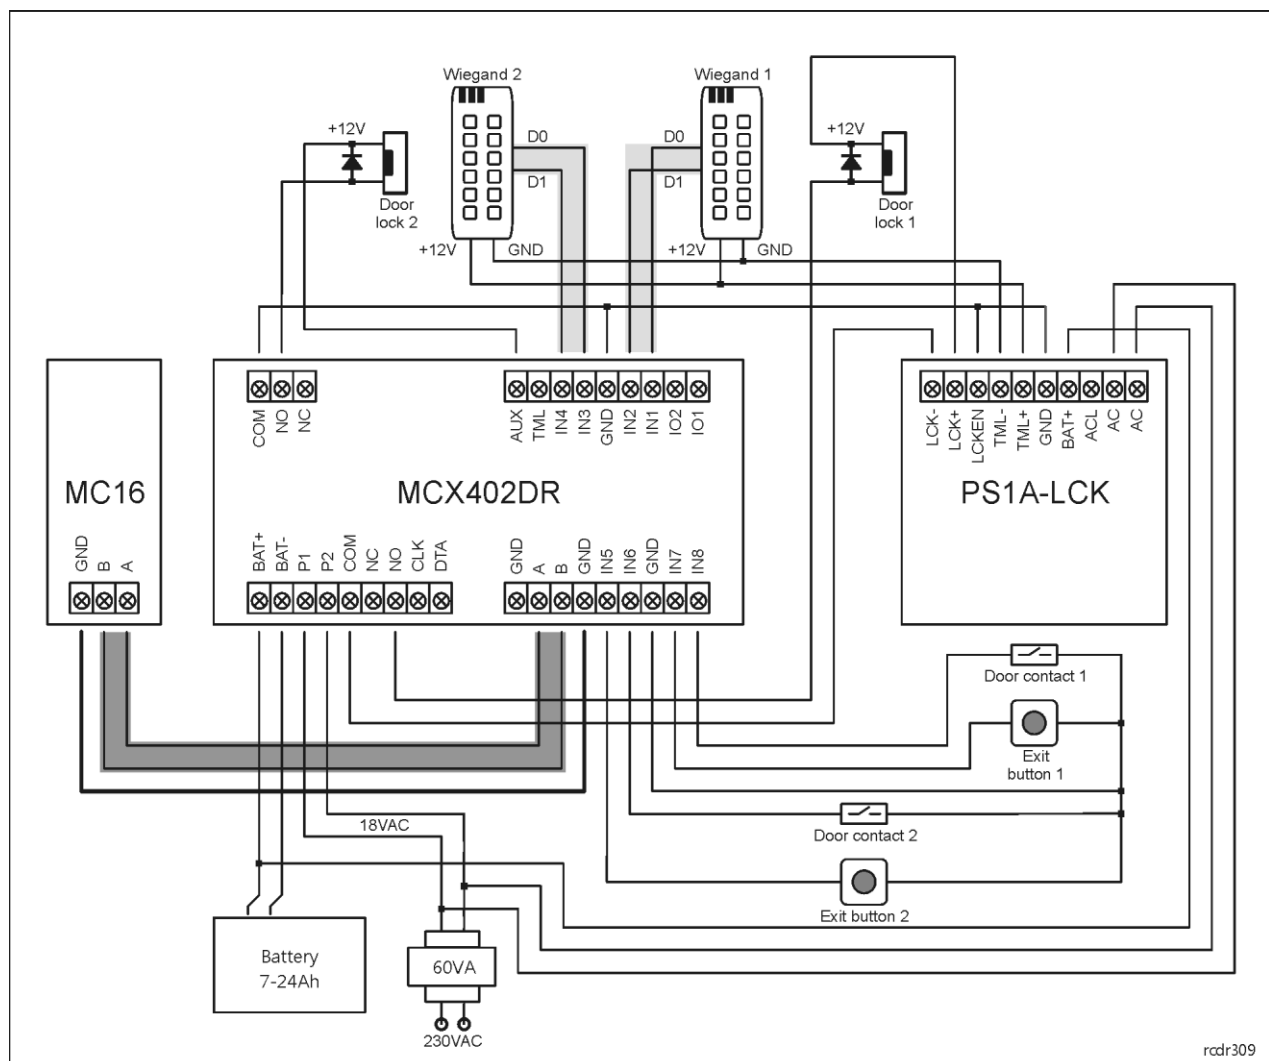 Wiegand 2
Wiegand 1
+12V
+12V
D0
D0
D1
D1
Door
lock 2
Door
lock 1
+12V
GND
+12V
GND
COM
NO
NC
AUX
TML
IN4
IN3
GND
IN2
IN1
IO2
IO1
LCK-
LCK+
LCKEN
TML-
TML+
GND
BAT+
ACL
AC
AC
MC16
MCX402DR
PS1A-LCK
GND
B
A
BAT+
BAT-
P1
P2
COM
NC
NO
CLK
DTA
GND
A
B
GND
IN5
IN6
GND
IN7
IN8
Door contact 1
Exit
button 1
18VAC
Door contact 2
Exit button 2
Battery
7-24Ah
60VA
230VAC
rcdr309